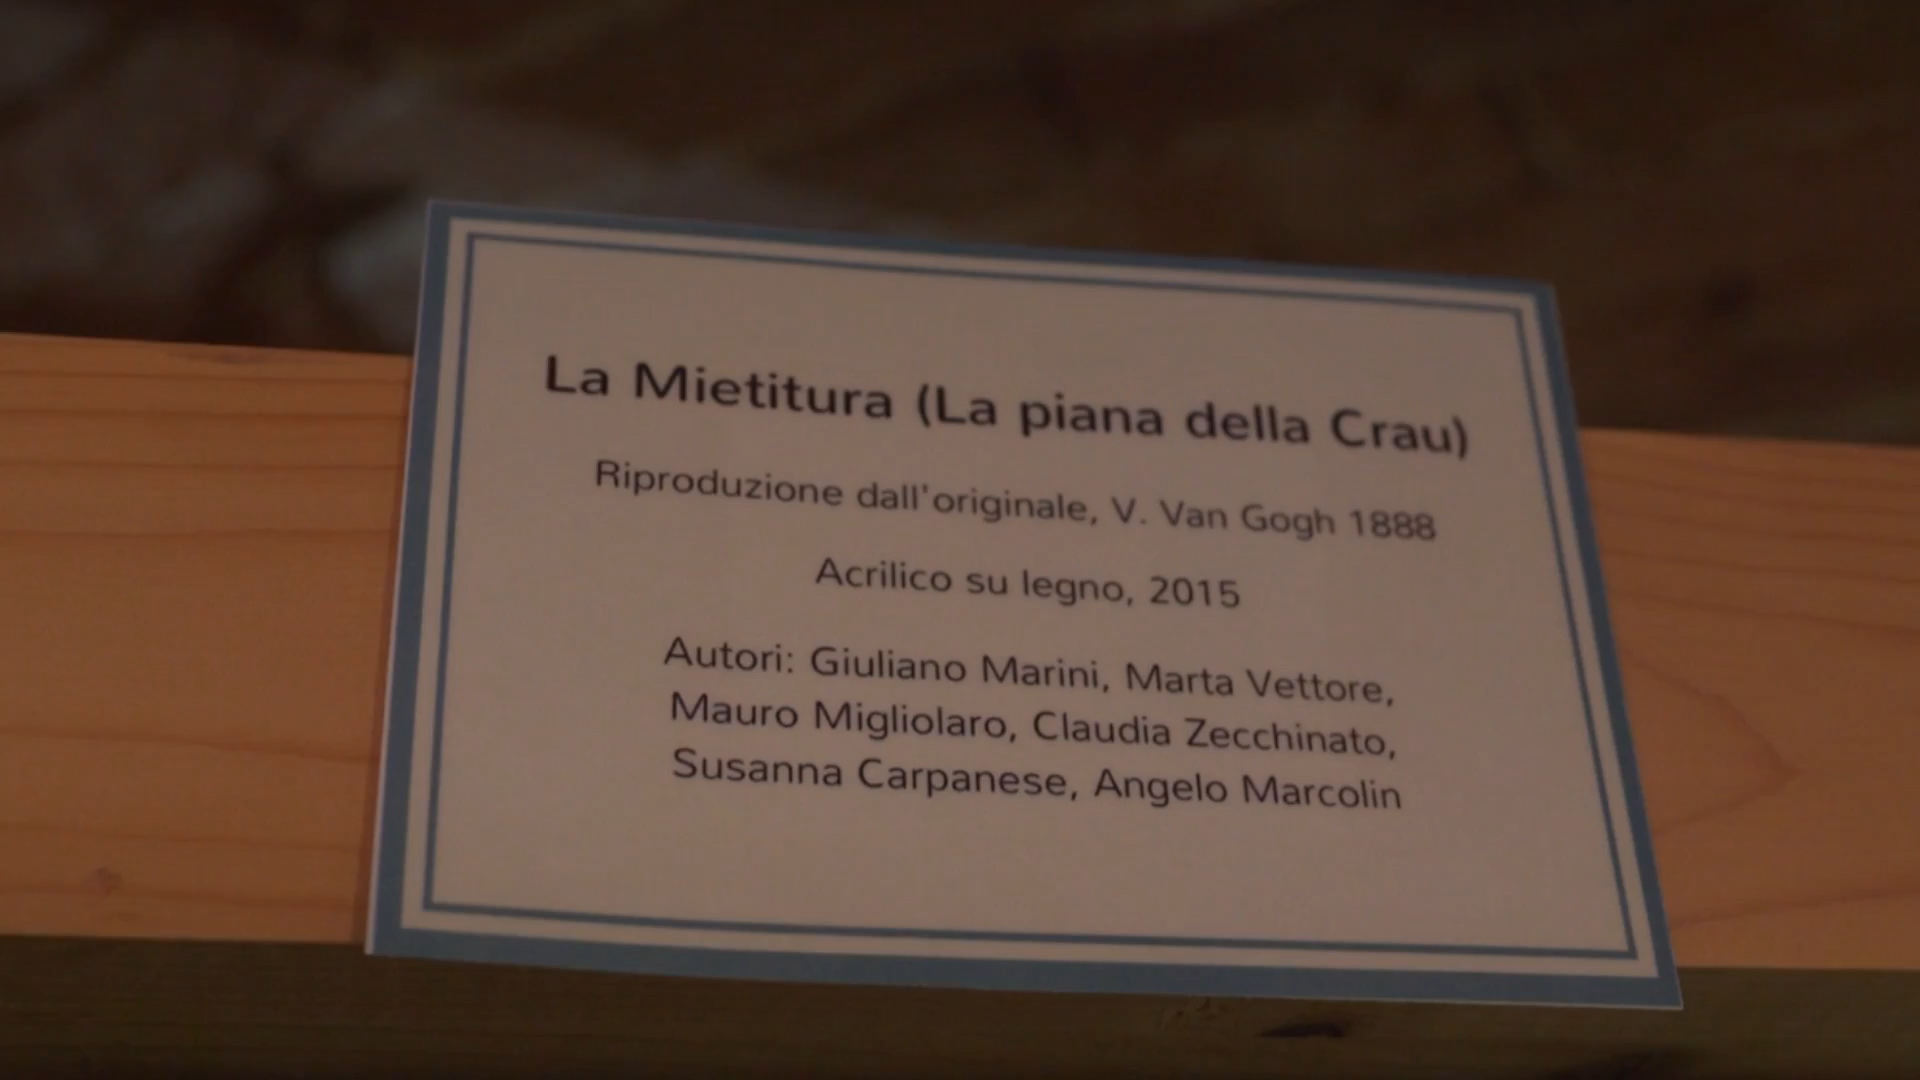 La Mietitura (La piana della Crau)
Riproduzione dall'originale, V. Van Gogh 1888
Acrilico su legno, 2015
Autori: Giuliano Marini, Marta Vettore,
Mauro Migliolaro, Claudia Zecchinato,
Susanna Carpanese, Angelo Marcolin